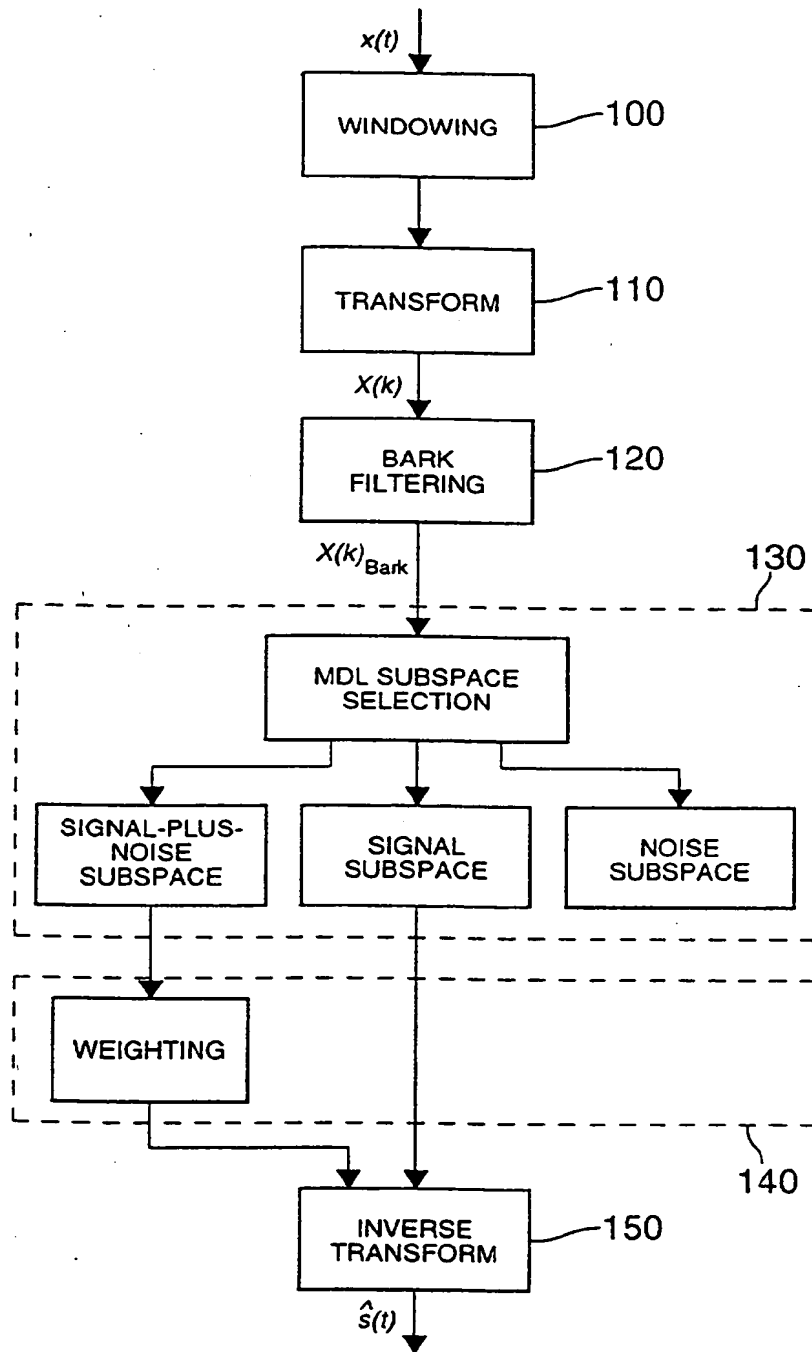 x(t)
WINDOWING
100
TRANSFORM
110
X(k)
BARK
FILTERING
120
X(k)Bark
130
MDL SUBSPACE
SELECTION
SIGNAL-PLUS-
NOISE
SUBSPACE
SIGNAL
SUBSPACE
NOISE
SUBSPACE
WEIGHTING
140
INVERSE
TRANSFORM
150
ŝ(t)